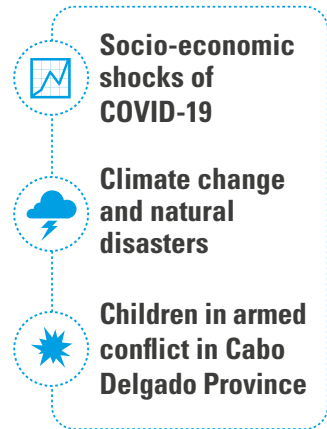 Socio-economic
shocks of
COVID-19
Climate change
and natural
disasters
Children in armed
conflict in Cabo
Delgado Province